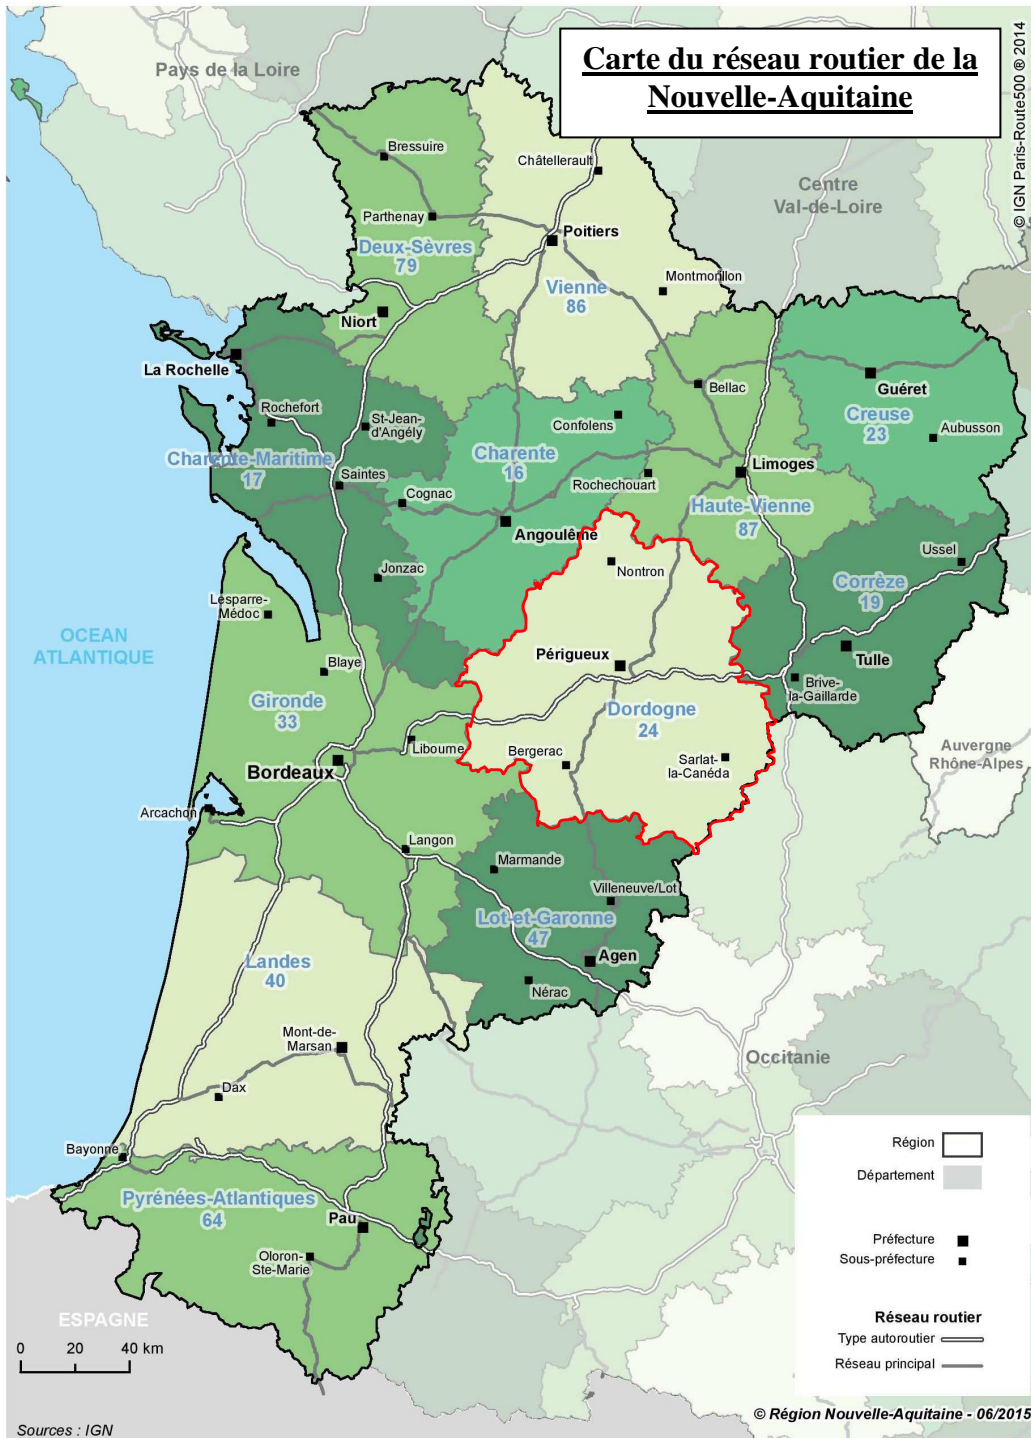 Carte du réseau routier de la
Nouvelle-Aquitaine
© IGN Paris-Route500 ® 2014
Pays de la Loire
Bressuire
Châtellerault
Centre
Val-de-Loire
Parthenay
Poitiers
Deux-Sèvres
79
Vienne
86
Montmorillon
Niort
La Rochelle
Bellac
Guéret
Creuse
23
Rochefort
St-Jean-
d'Angély
Confolens
Aubusson
Charente-Maritime
17
Charente
16
Saintes
Limoges
Cognac
Rochechouart
Haute-Vienne
87
Angoulême
Ussel
Nontron
Jonzac
Corrèze
19
Lesparre-
Médoc
OCEAN
ATLANTIQUE
Périgueux
Tulle
Blaye
Brive-
la-Gaillarde
Gironde
33
Dordogne
24
Libourne
Bergerac
Sarlat-
la-Canéda
Auvergne
Rhône-Alpes
Bordeaux
Arcachon
Langon
Marmande
Villeneuve/Lot
Lot-et-Garonne
47
Landes
40
Agen
Nérac
Mont-de-
Marsan
Occitanie
Dax
Bayonne
Pyrénées-Atlantiques
64
Pau
Oloron-
Ste-Marie
ESPAGNE
0 20 40 km
Région
Département
Préfecture
Sous-préfecture
Réseau routier
Type autoroutier
Réseau principal
© Région Nouvelle-Aquitaine - 06/2015
Sources : IGN